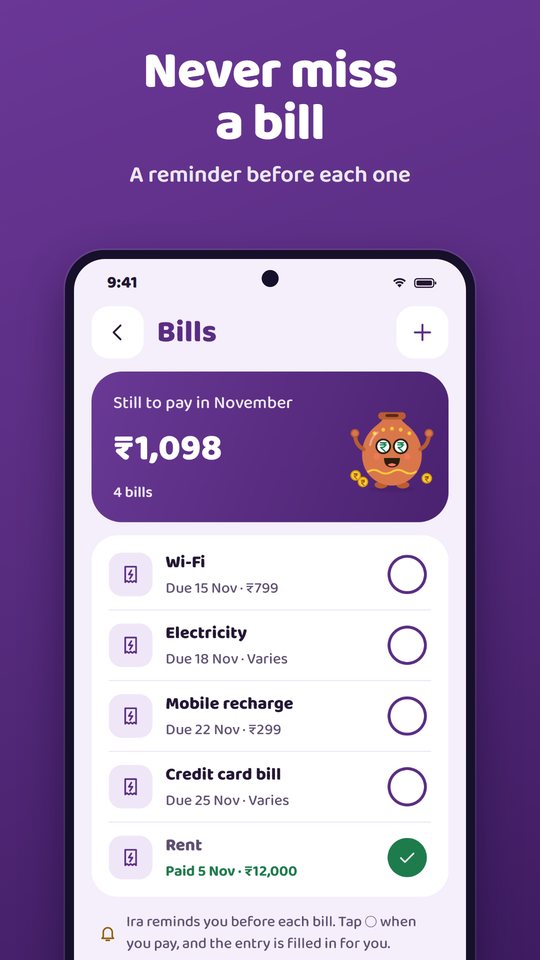 Never miss
a bill
A reminder before each one
9:41
Bills
Still to pay in November
₹1,098
4 bills
Wi-Fi
Due 15 Nov · ₹799
Electricity
Due 18 Nov · Varies
Mobile recharge
Due 22 Nov · ₹299
Credit card bill
Due 25 Nov · Varies
Rent
Paid 5 Nov · ₹12,000
Ira reminds you before each bill. Tap ○ when
you pay, and the entry is filled in for you.